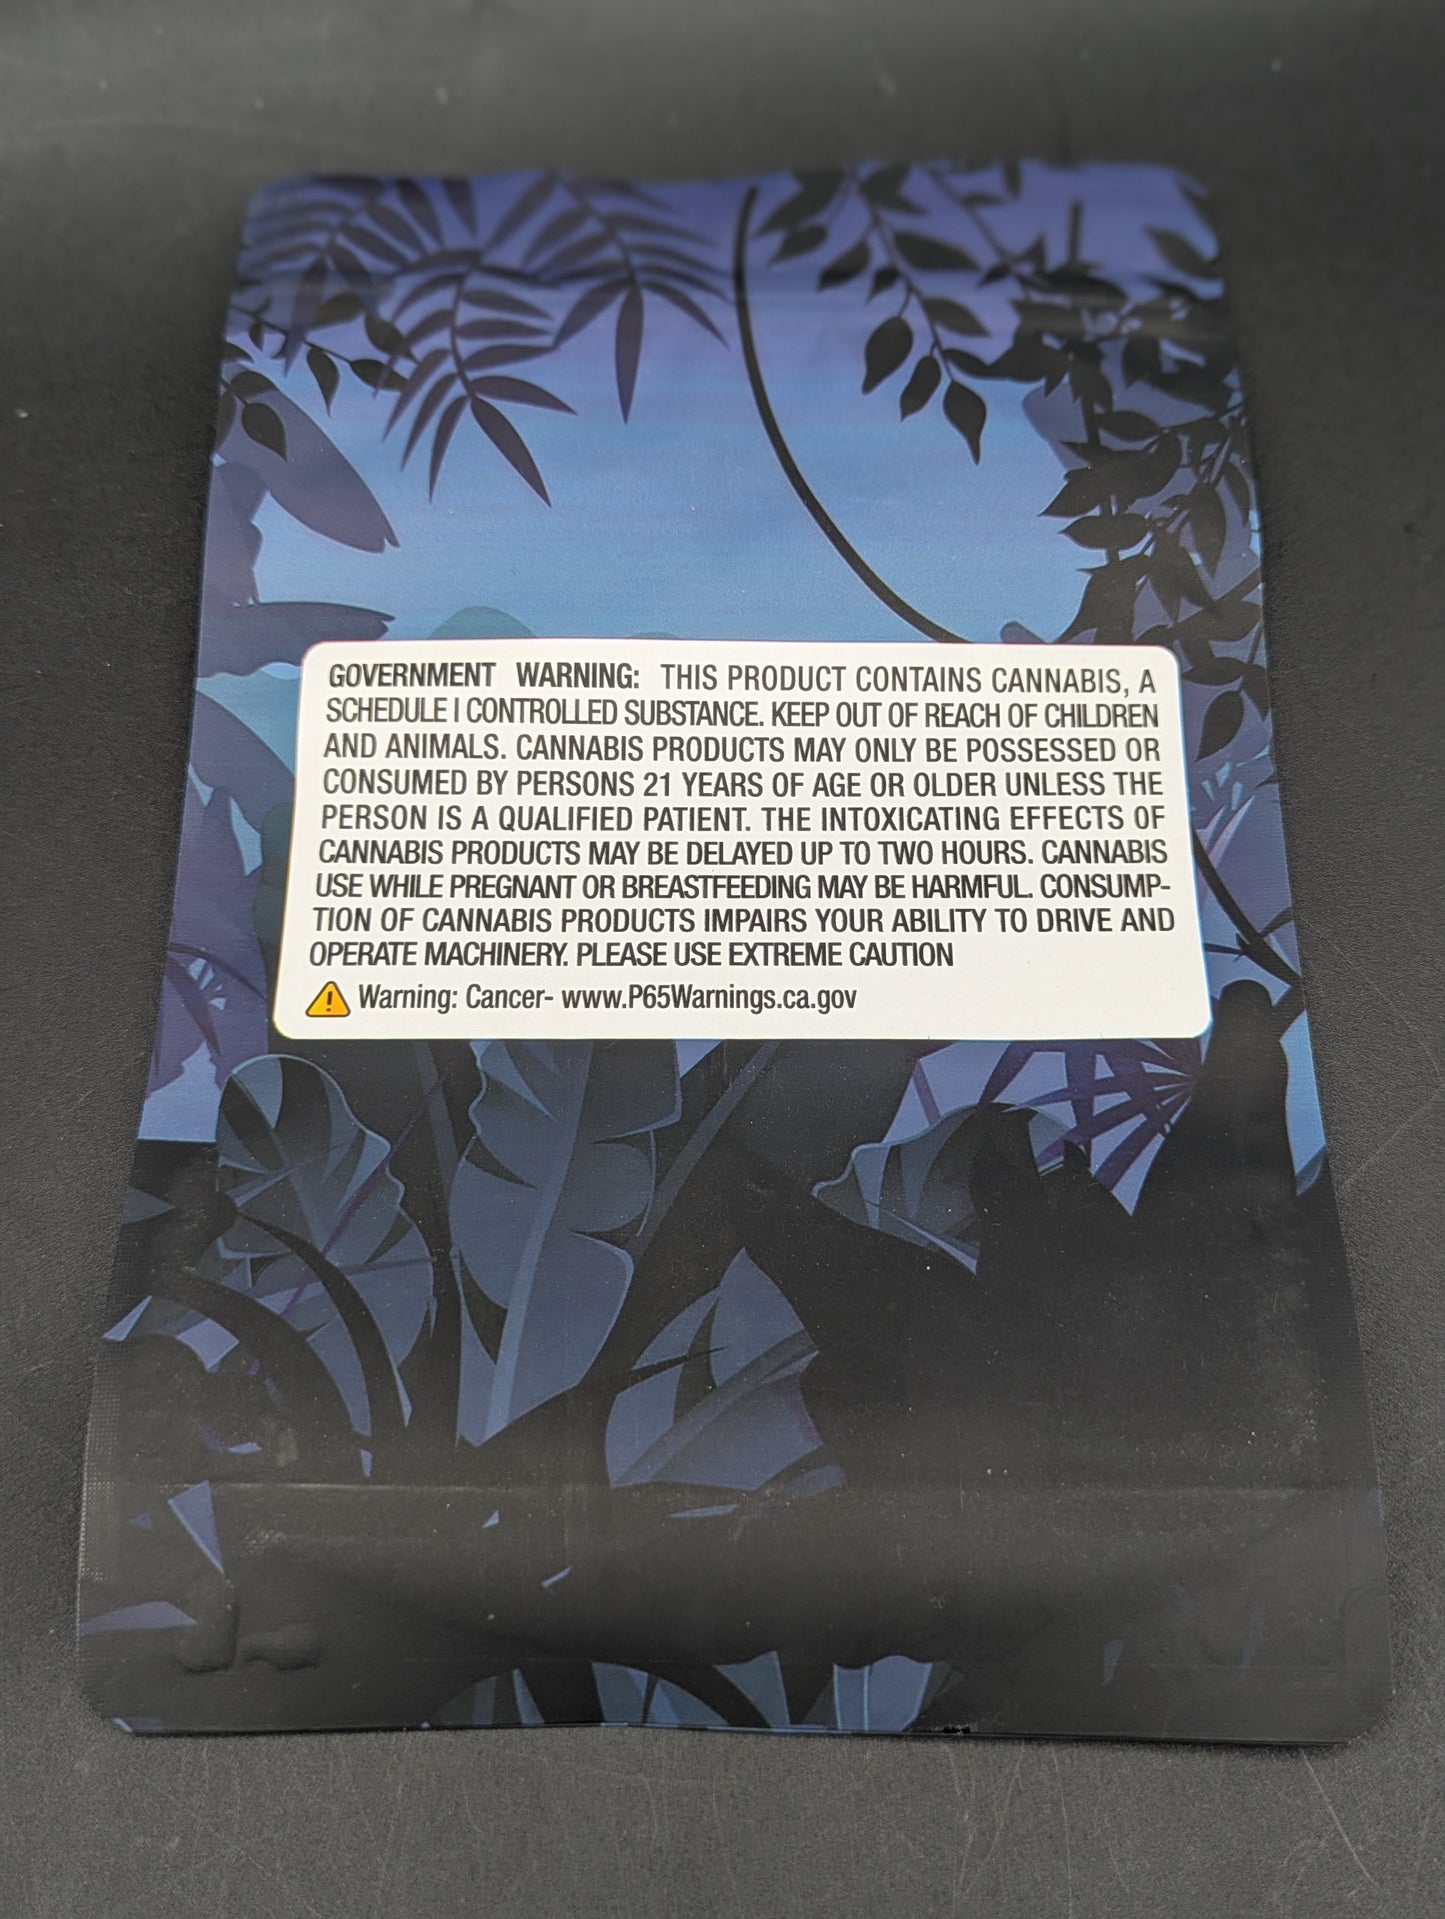 GOVERNMENT WARNING: THIS PRODUCT CONTAINS CANNABIS, A
SCHEDULE I CONTROLLED SUBSTANCE. KEEP OUT OF REACH OF CHILDREN
AND ANIMALS. CANNABIS PRODUCTS MAY ONLY BE POSSESSED OR
CONSUMED BY PERSONS 21 YEARS OF AGE OR OLDER UNLESS THE
PERSON IS A QUALIFIED PATIENT. THE INTOXICATING EFFECTS OF
CANNABIS PRODUCTS MAY BE DELAYED UP TO TWO HOURS. CANNABIS
USE WHILE PREGNANT OR BREASTFEEDING MAY BE HARMFUL. CONSUMP-
TION OF CANNABIS PRODUCTS IMPAIRS YOUR ABILITY TO DRIVE AND
OPERATE MACHINERY. PLEASE USE EXTREME CAUTION
Warning: Cancer- www.P65Warnings.ca.gov